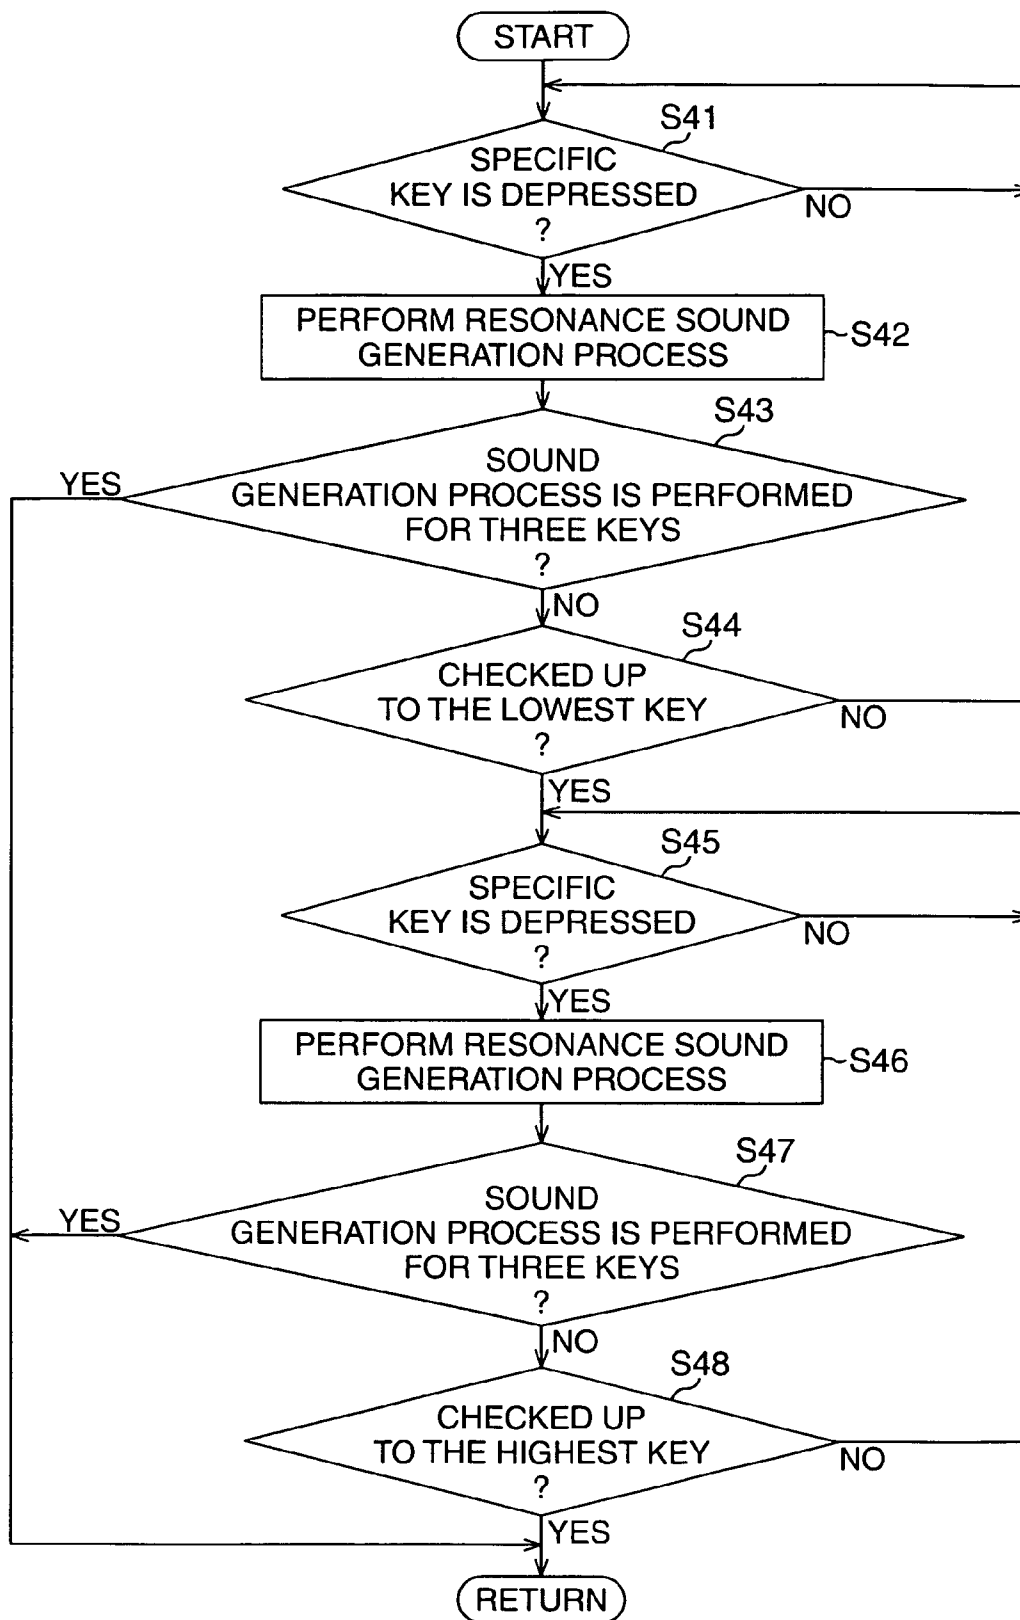 START
S41
SPECIFIC
KEY IS DEPRESSED
?
NO
YES
PERFORM RESONANCE SOUND
GENERATION PROCESS
S42
S43
YES
SOUND
GENERATION PROCESS IS PERFORMED
FOR THREE KEYS
?
NO
S44
CHECKED UP
TO THE LOWEST KEY
?
NO
YES
S45
SPECIFIC
KEY IS DEPRESSED
?
NO
YES
PERFORM RESONANCE SOUND
GENERATION PROCESS
S46
S47
YES
SOUND
GENERATION PROCESS IS PERFORMED
FOR THREE KEYS
?
NO
S48
CHECKED UP
TO THE HIGHEST KEY
?
NO
YES
RETURN